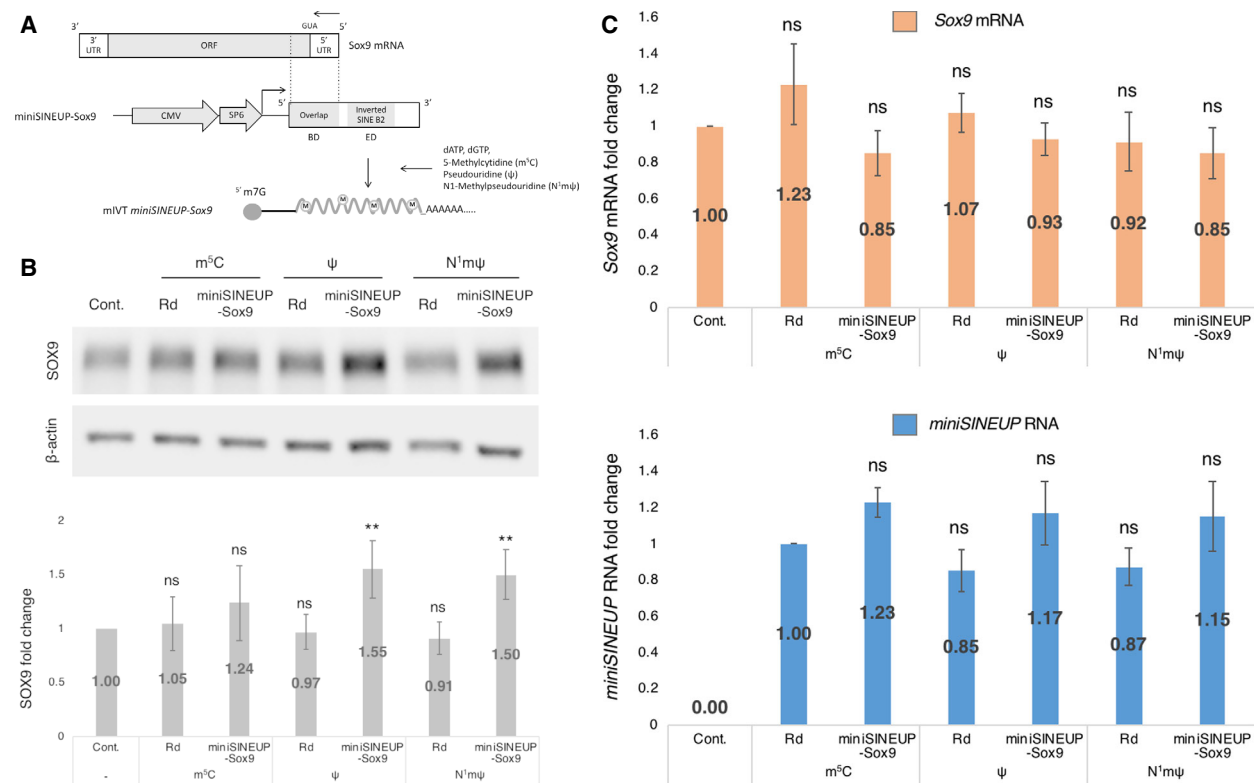 A
3′
GUA
5′
3′
UTR
ORF
5′
UTR
Sox9 mRNA
miniSINEUP-Sox9
CMV
SP6
5′
Overlap
Inverted
SINE B2
3′
BD
ED
dATP, dGTP,
5-Methylcytidine (m⁵C)
Pseudouridine (ψ)
N1-Methylpseudouridine (N¹mψ)
mIVT miniSINEUP-Sox9
5′ m7G
M
M
M
M
AAAAAA.....
B
m⁵C
ψ
N¹mψ
Cont.
Rd
miniSINEUP
-Sox9
Rd
miniSINEUP
-Sox9
Rd
miniSINEUP
-Sox9
SOX9
β-actin
SOX9 fold change
2
1.5
1
0.5
0
ns
ns
ns
**
ns
**
1.00
1.05
1.24
0.97
1.55
0.91
1.50
Cont.
Rd
miniSINEUP
-Sox9
Rd
miniSINEUP
-Sox9
Rd
miniSINEUP
-Sox9
-
m⁵C
ψ
N¹mψ
C
Sox9 mRNA
Sox9 mRNA fold change
1.6
1.4
1.2
1
0.8
0.6
0.4
0.2
0
ns
ns
ns
ns
ns
ns
1.00
1.23
0.85
1.07
0.93
0.92
0.85
Cont.
Rd
miniSINEUP
-Sox9
Rd
miniSINEUP
-Sox9
Rd
miniSINEUP
-Sox9
m⁵C
ψ
N¹mψ
miniSINEUP RNA
miniSINEUP RNA fold change
1.6
1.4
1.2
1
0.8
0.6
0.4
0.2
0
ns
ns
ns
ns
ns
0.00
1.00
1.23
0.85
1.17
0.87
1.15
Cont.
Rd
miniSINEUP
-Sox9
Rd
miniSINEUP
-Sox9
Rd
miniSINEUP
-Sox9
m⁵C
ψ
N¹mψ